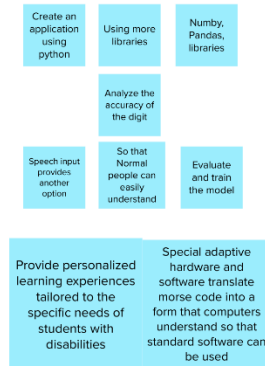 Create an
application
using
python
Using more
libraries
Numby,
Pandas,
libraries
Analyze the
accuracy of
the digit
Speech input
provides
another
option
So that
Normal
people can
easily
understand
Evaluate
and train
the model
Provide personalized
learning experiences
tailored to the
specific needs of
students with
disabilities
Special adaptive
hardware and
software translate
morse code into a
form that computers
understand so that
standard software can
be used